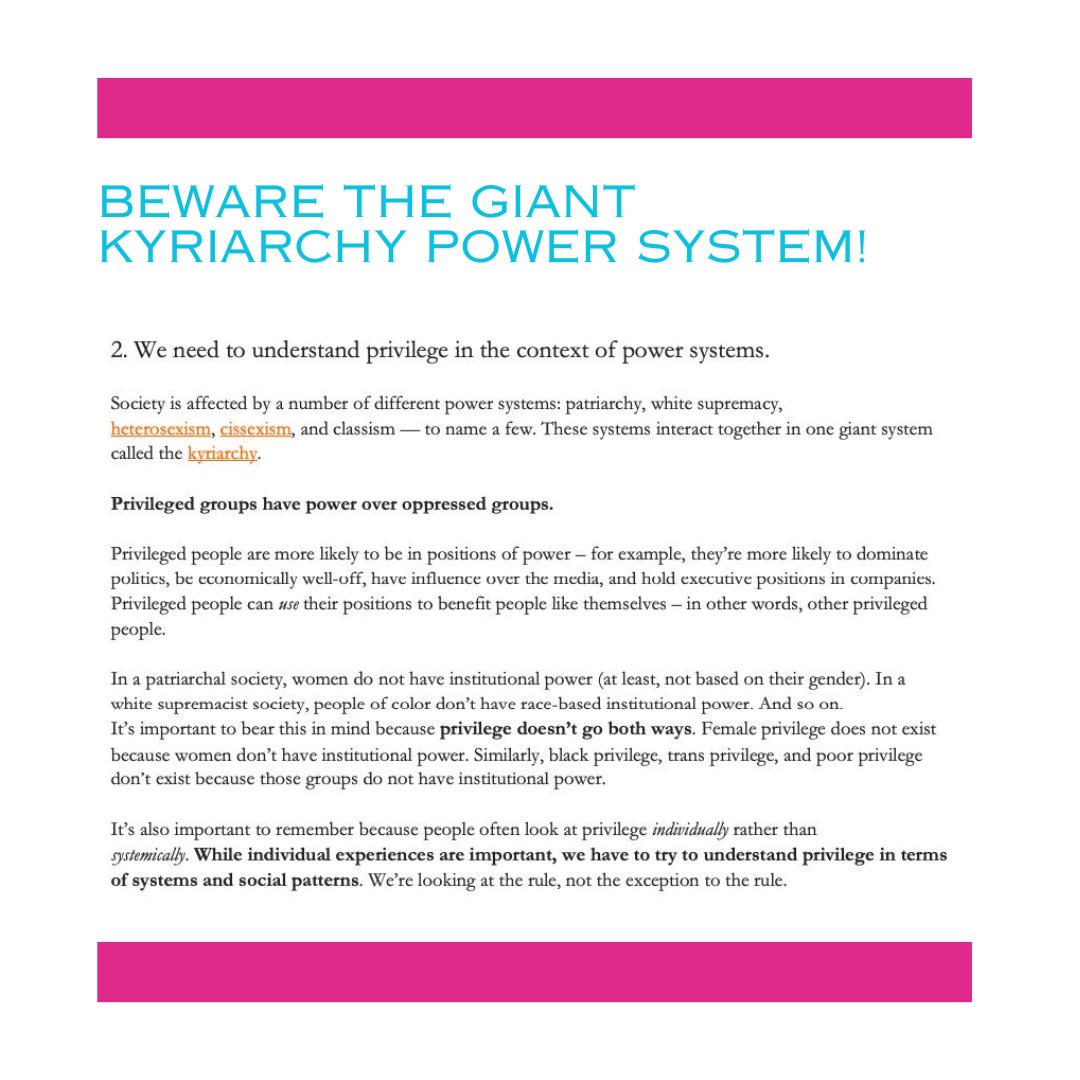 BEWARE THE GIANT
KYRIARCHY POWER SYSTEM!
2. We need to understand privilege in the context of power systems.
Society is affected by a number of different power systems: patriarchy, white supremacy,
heterosexism, cissexism, and classism — to name a few. These systems interact together in one giant system
called the kyriarchy.
Privileged groups have power over oppressed groups.
Privileged people are more likely to be in positions of power – for example, they’re more likely to dominate
politics, be economically well-off, have influence over the media, and hold executive positions in companies.
Privileged people can use their positions to benefit people like themselves – in other words, other privileged
people.
In a patriarchal society, women do not have institutional power (at least, not based on their gender). In a
white supremacist society, people of color don’t have race-based institutional power. And so on.
It’s important to bear this in mind because privilege doesn’t go both ways. Female privilege does not exist
because women don’t have institutional power. Similarly, black privilege, trans privilege, and poor privilege
don’t exist because those groups do not have institutional power.
It’s also important to remember because people often look at privilege individually rather than
systemically. While individual experiences are important, we have to try to understand privilege in terms
of systems and social patterns. We’re looking at the rule, not the exception to the rule.